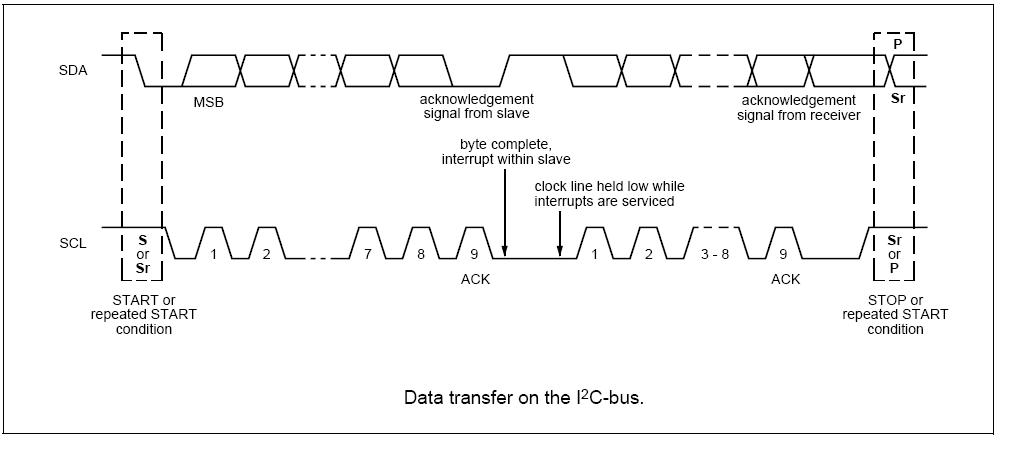 P
SDA
MSB
acknowledgement
signal from slave
acknowledgement
signal from receiver
Sr
byte complete,
interrupt within slave
clock line held low while
interrupts are serviced
SCL
S
or
Sr
1
2
7
8
9
1
2
3 - 8
9
Sr
or
P
ACK
ACK
START or
repeated START
condition
STOP or
repeated START
condition
Data transfer on the I²C-bus.